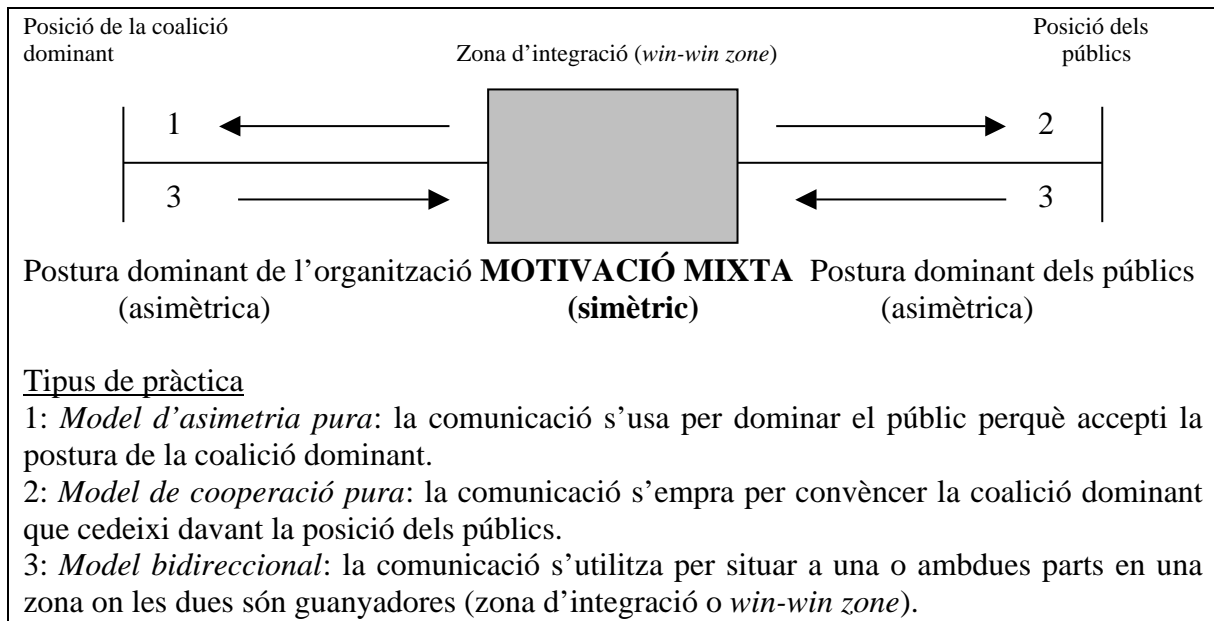 Posició de la coalició
dominant
Zona d’integració (win-win zone)
Posició dels
públics
1
2
3
3
Postura dominant de l’organització MOTIVACIÓ MIXTA Postura dominant dels públics
(asimètrica) (simètric) (asimètrica)
Tipus de pràctica
1: Model d’asimetria pura: la comunicació s’usa per dominar el públic perquè accepti la
postura de la coalició dominant.
2: Model de cooperació pura: la comunicació s’empra per convèncer la coalició dominant
que cedeixi davant la posició dels públics.
3: Model bidireccional: la comunicació s’utilitza per situar a una o ambdues parts en una
zona on les dues són guanyadores (zona d’integració o win-win zone).